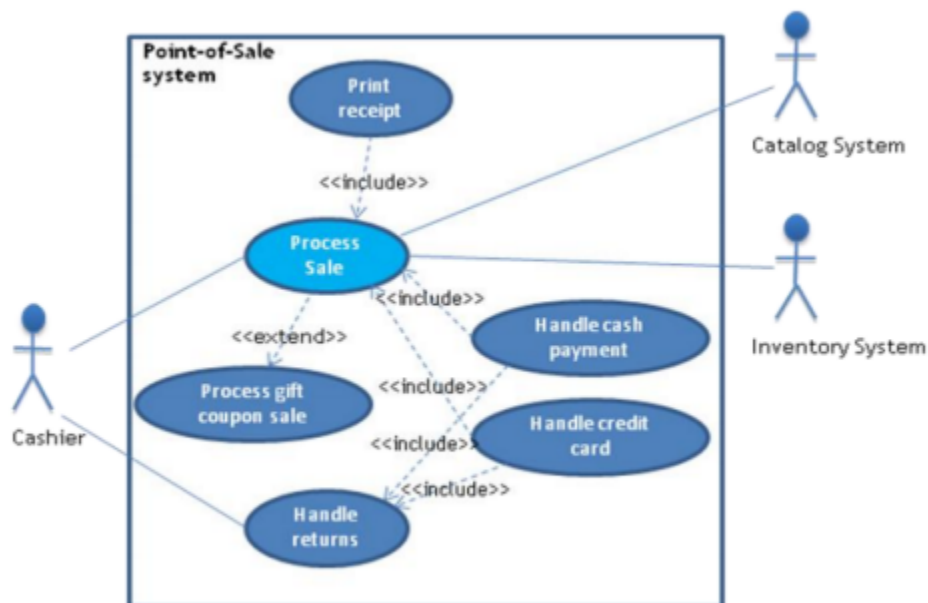 Point-of-Sale
system
Print
receipt
Catalog System
<<include>>
Process
Sale
<<include>>
Handle cash
payment
<<extend>>
Inventory System
Process gift
coupon sale
<<include>>
Handle credit
card
Cashier
<<include>>
<<include>>
Handle
returns